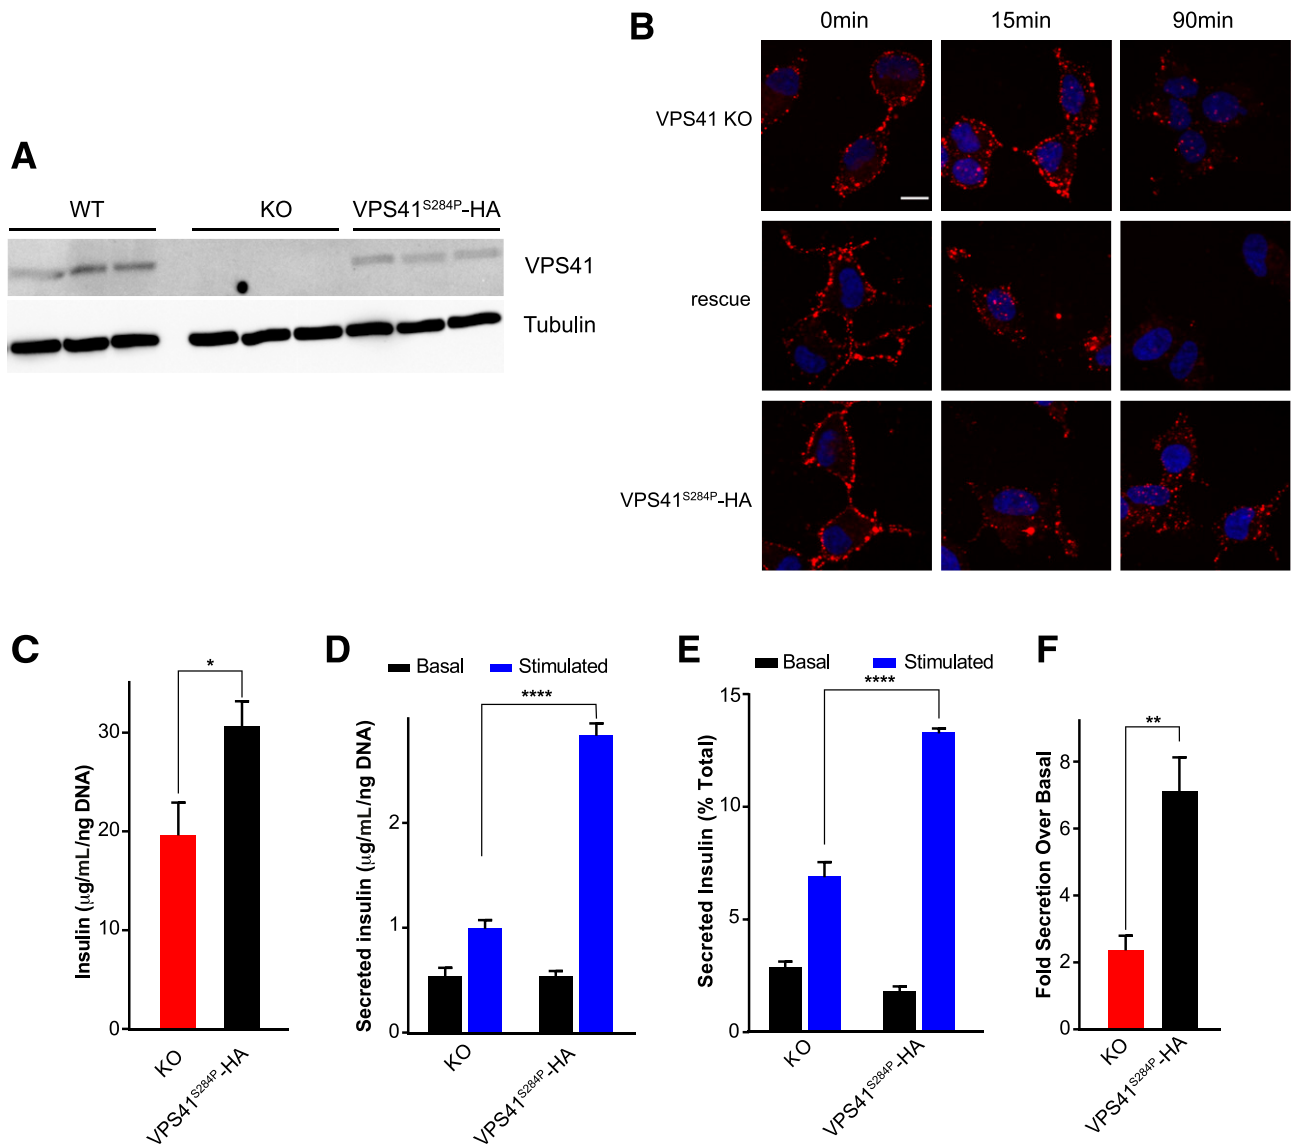 A
WT KO VPS41S284P-HA
VPS41
Tubulin
B
0min 15min 90min
VPS41 KO
rescue
VPS41S284P-HA
C
*
Insulin (μg/mL/ng DNA)
30
20
10
0
KO
VPS41S284P-HA
D
Basal Stimulated
****
Secreted insulin (μg/mL/ng DNA)
2
1
0
KO
VPS41S284P-HA
E
Basal Stimulated
****
Secreted Insulin (% Total)
15
10
5
0
KO
VPS41S284P-HA
F
**
Fold Secretion Over Basal
8
6
4
2
0
KO
VPS41S284P-HA